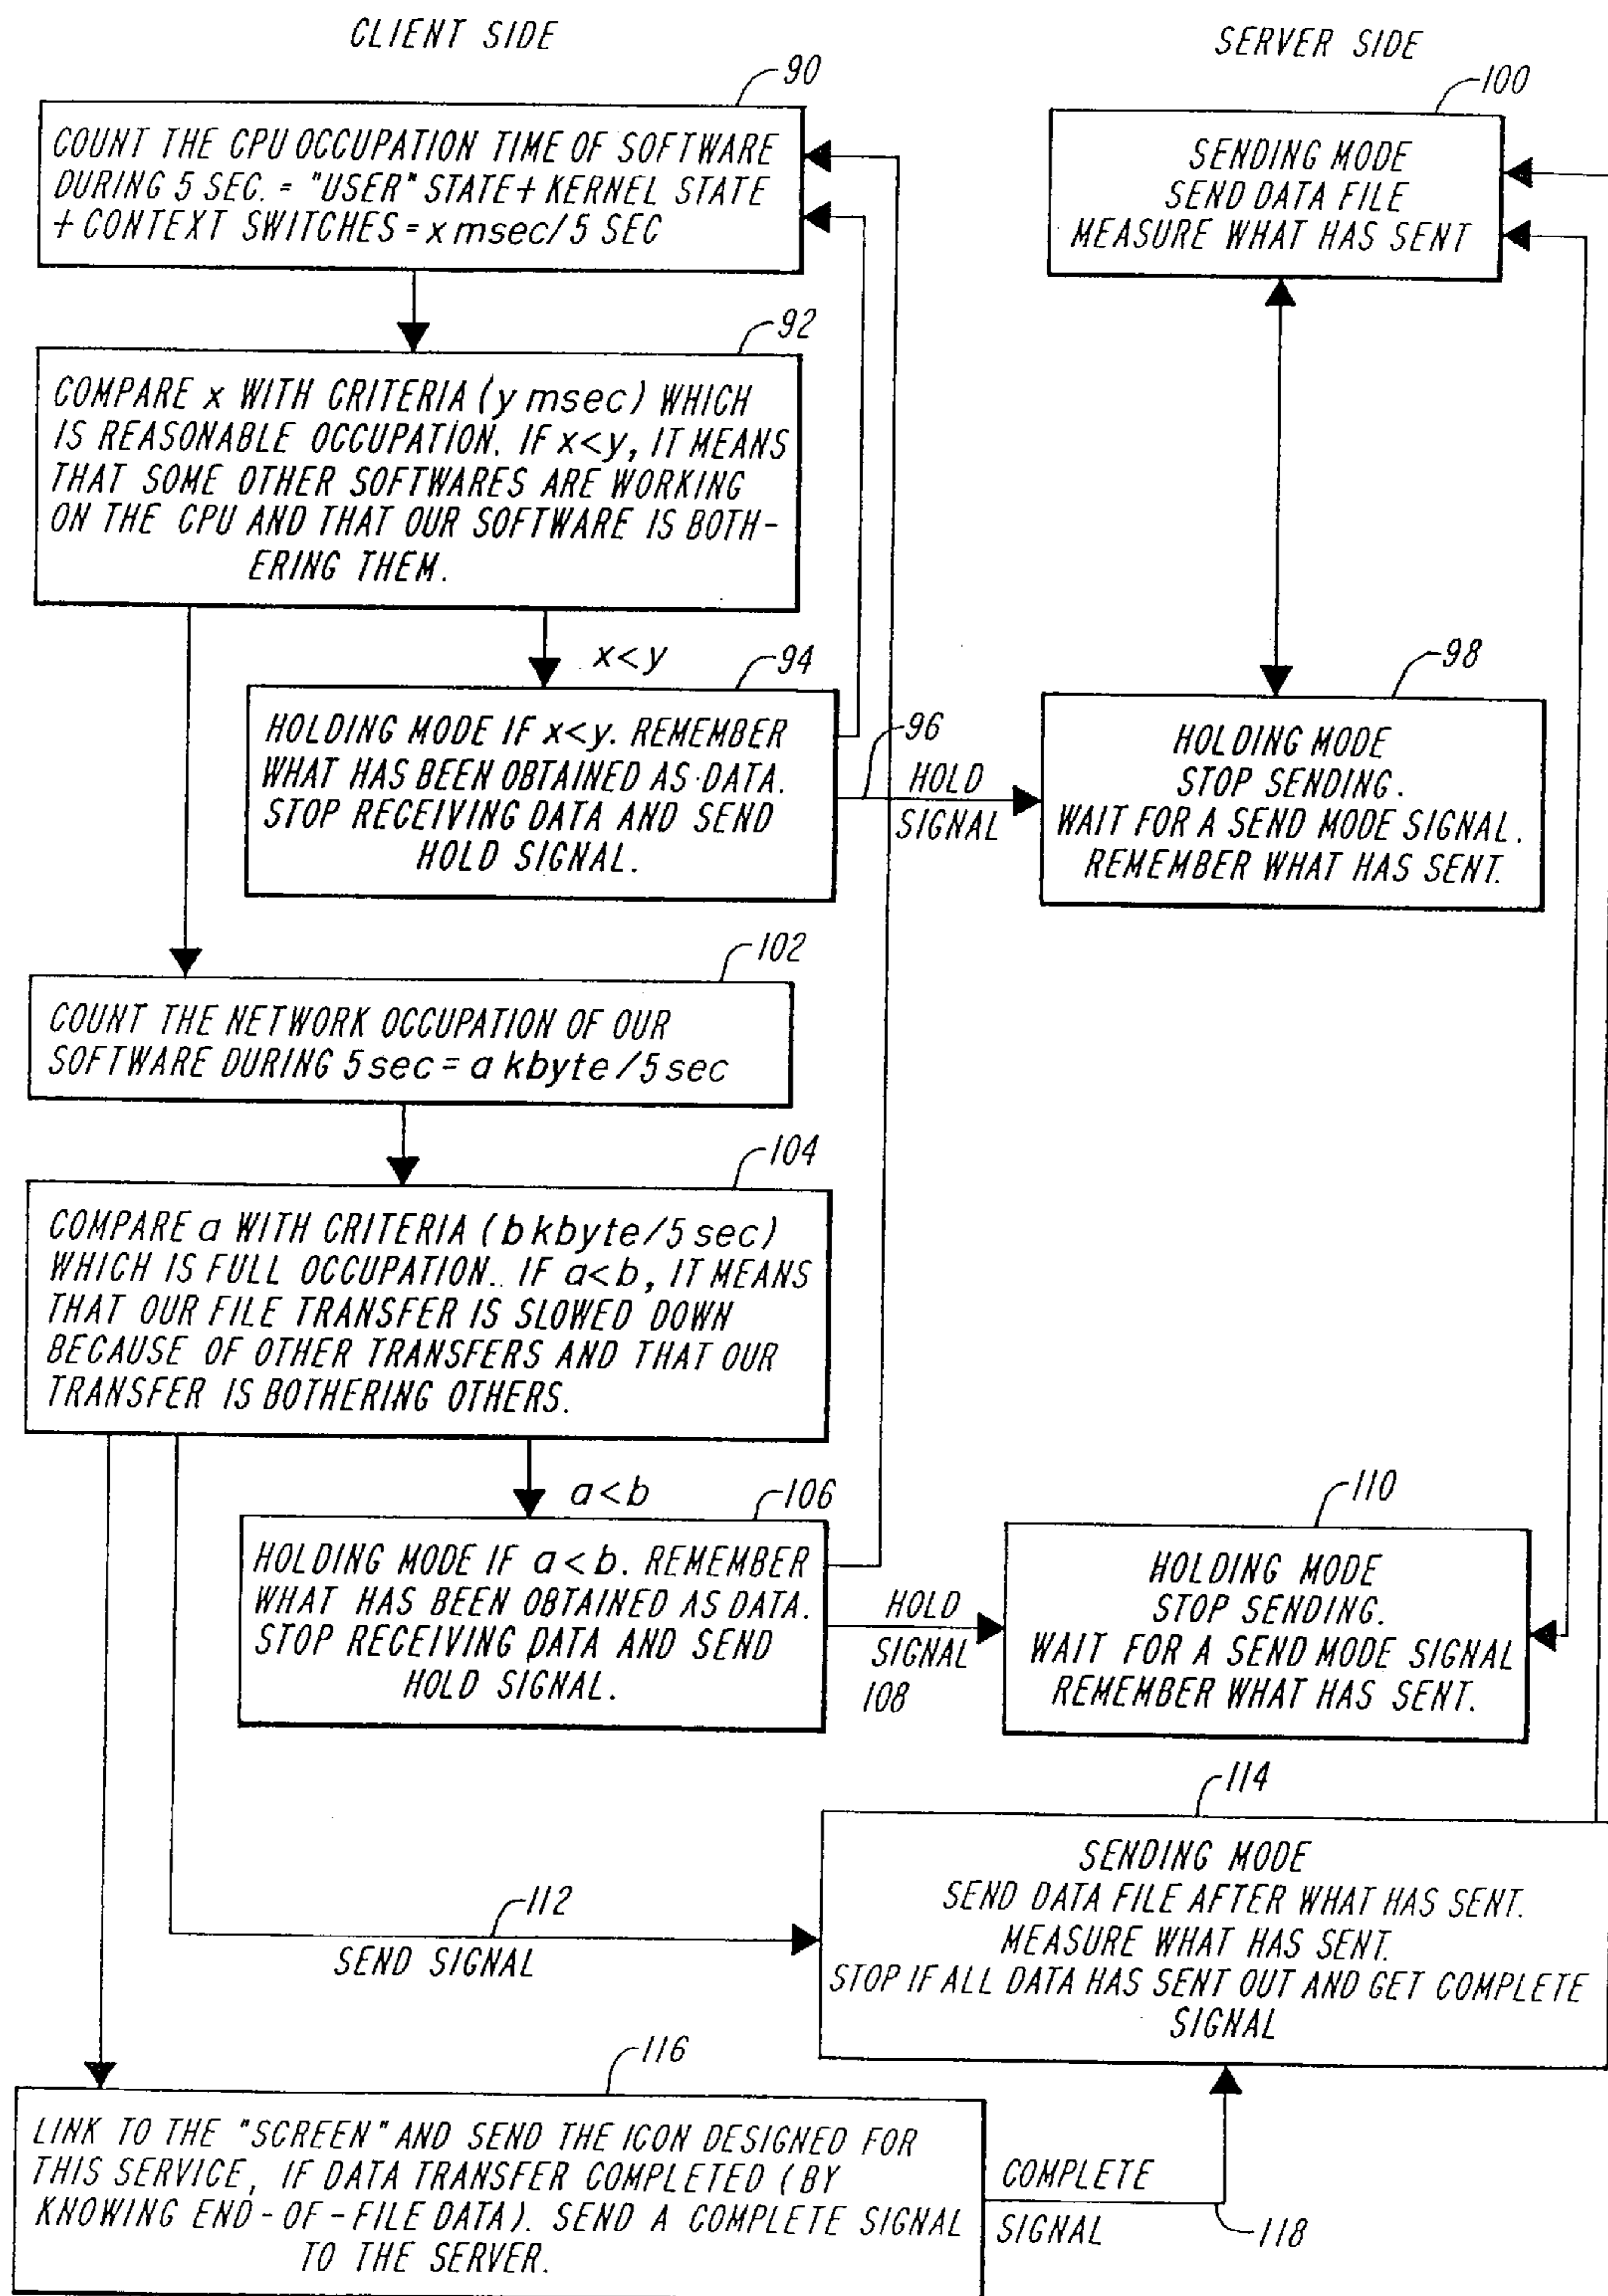 CLIENT SIDE
SERVER SIDE
90
COUNT THE CPU OCCUPATION TIME OF SOFTWARE
DURING 5 SEC. = "USER" STATE + KERNEL STATE
+ CONTEXT SWITCHES = x msec/5 SEC
100
SENDING MODE
SEND DATA FILE
MEASURE WHAT HAS SENT
92
COMPARE x WITH CRITERIA (y msec) WHICH
IS REASONABLE OCCUPATION. IF x<y, IT MEANS
THAT SOME OTHER SOFTWARES ARE WORKING
ON THE CPU AND THAT OUR SOFTWARE IS BOTH-
ERING THEM.
x<y
94
HOLDING MODE IF x<y. REMEMBER
WHAT HAS BEEN OBTAINED AS DATA.
STOP RECEIVING DATA AND SEND
HOLD SIGNAL.
96
HOLD
SIGNAL
98
HOLDING MODE
STOP SENDING.
WAIT FOR A SEND MODE SIGNAL.
REMEMBER WHAT HAS SENT.
102
COUNT THE NETWORK OCCUPATION OF OUR
SOFTWARE DURING 5 sec = a kbyte/5 sec
104
COMPARE a WITH CRITERIA (b kbyte/5 sec)
WHICH IS FULL OCCUPATION.. IF a<b, IT MEANS
THAT OUR FILE TRANSFER IS SLOWED DOWN
BECAUSE OF OTHER TRANSFERS AND THAT OUR
TRANSFER IS BOTHERING OTHERS.
a<b
106
HOLDING MODE IF a<b. REMEMBER
WHAT HAS BEEN OBTAINED AS DATA.
STOP RECEIVING DATA AND SEND
HOLD SIGNAL.
HOLD
SIGNAL
108
110
HOLDING MODE
STOP SENDING.
WAIT FOR A SEND MODE SIGNAL
REMEMBER WHAT HAS SENT.
112
SEND SIGNAL
114
SENDING MODE
SEND DATA FILE AFTER WHAT HAS SENT.
MEASURE WHAT HAS SENT.
STOP IF ALL DATA HAS SENT OUT AND GET COMPLETE
SIGNAL
116
LINK TO THE "SCREEN" AND SEND THE ICON DESIGNED FOR
THIS SERVICE, IF DATA TRANSFER COMPLETED (BY
KNOWING END-OF-FILE DATA). SEND A COMPLETE SIGNAL
TO THE SERVER.
COMPLETE
SIGNAL
118